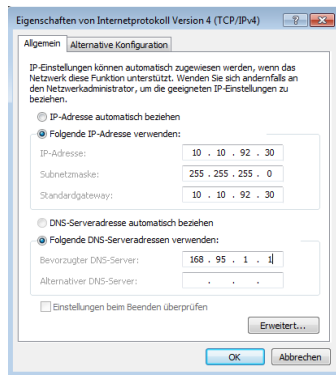 Eigenschaften von Internetprotokoll Version 4 (TCP/IPv4)
Allgemein Alternative Konfiguration
IP-Einstellungen können automatisch zugewiesen werden, wenn das
Netzwerk diese Funktion unterstützt. Wenden Sie sich andernfalls an
den Netzwerkadministrator, um die geeigneten IP-Einstellungen zu
beziehen.
IP-Adresse automatisch beziehen
Folgende IP-Adresse verwenden:
IP-Adresse: 10 . 10 . 92 . 30
Subnetzmaske: 255 . 255 . 255 . 0
Standardgateway: 10 . 10 . 92 . 30
DNS-Serveradresse automatisch beziehen
Folgende DNS-Serveradressen verwenden:
Bevorzugter DNS-Server: 168 . 95 . 1 . 1
Alternativer DNS-Server: . . .
Einstellungen beim Beenden überprüfen
Erweitert...
OK Abbrechen